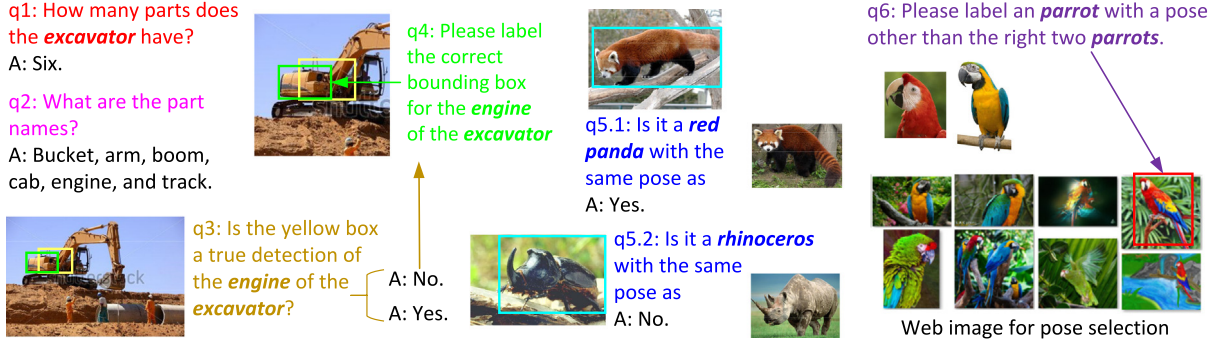 q1: How many parts does
the excavator have?
A: Six.
q2: What are the part
names?
A: Bucket, arm, boom,
cab, engine, and track.
q3: Is the yellow box
a true detection of
the engine of the
excavator?
A: No.
A: Yes.
q4: Please label
the correct
bounding box
for the engine
of the excavator
q5.1: Is it a red
panda with the
same pose as
A: Yes.
q5.2: Is it a rhinoceros
with the same
pose as
A: No.
q6: Please label an parrot with a pose
other than the right two parrots.
Web image for pose selection